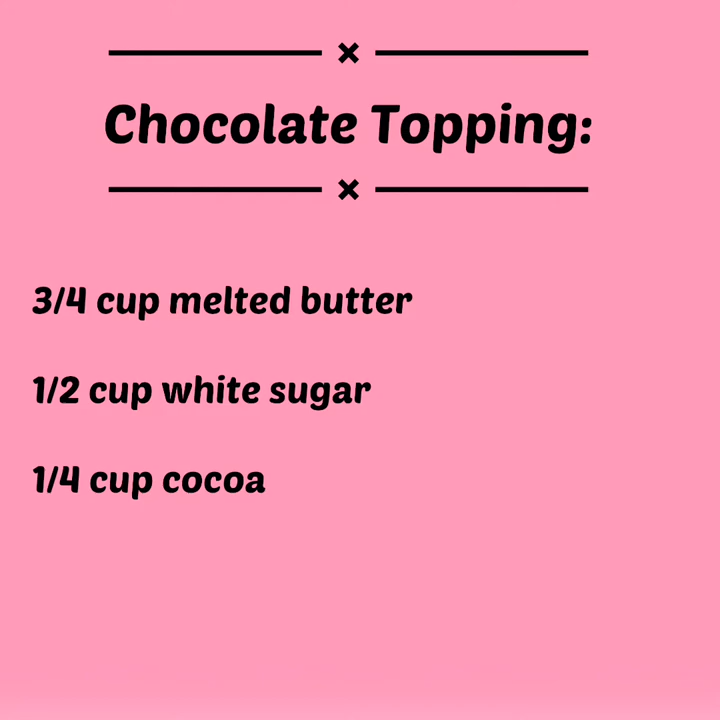 Chocolate Topping:
3/4 cup melted butter
1/2 cup white sugar
1/4 cup cocoa